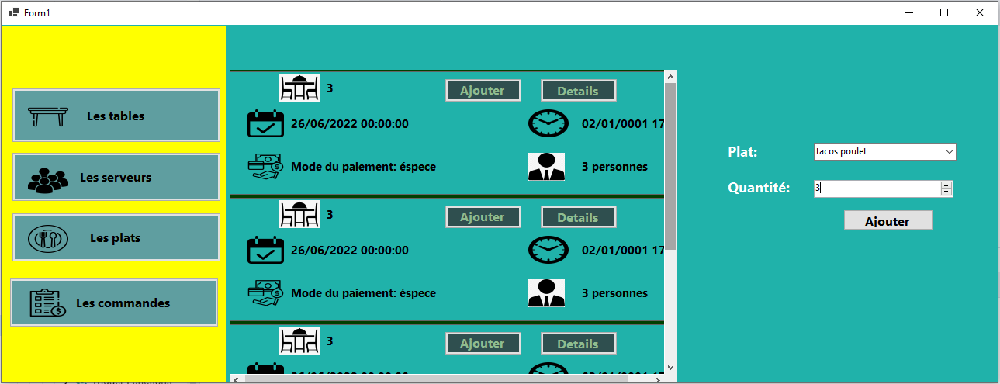 Form1
Les tables
Les serveurs
Les plats
Les commandes
3
Ajouter
Details
26/06/2022 00:00:00
02/01/0001 17
Mode du paiement: éspece
3 personnes
3
Ajouter
Details
26/06/2022 00:00:00
02/01/0001 17
Mode du paiement: éspece
3 personnes
3
Ajouter
Details
Plat:
tacos poulet
Quantité:
3
Ajouter